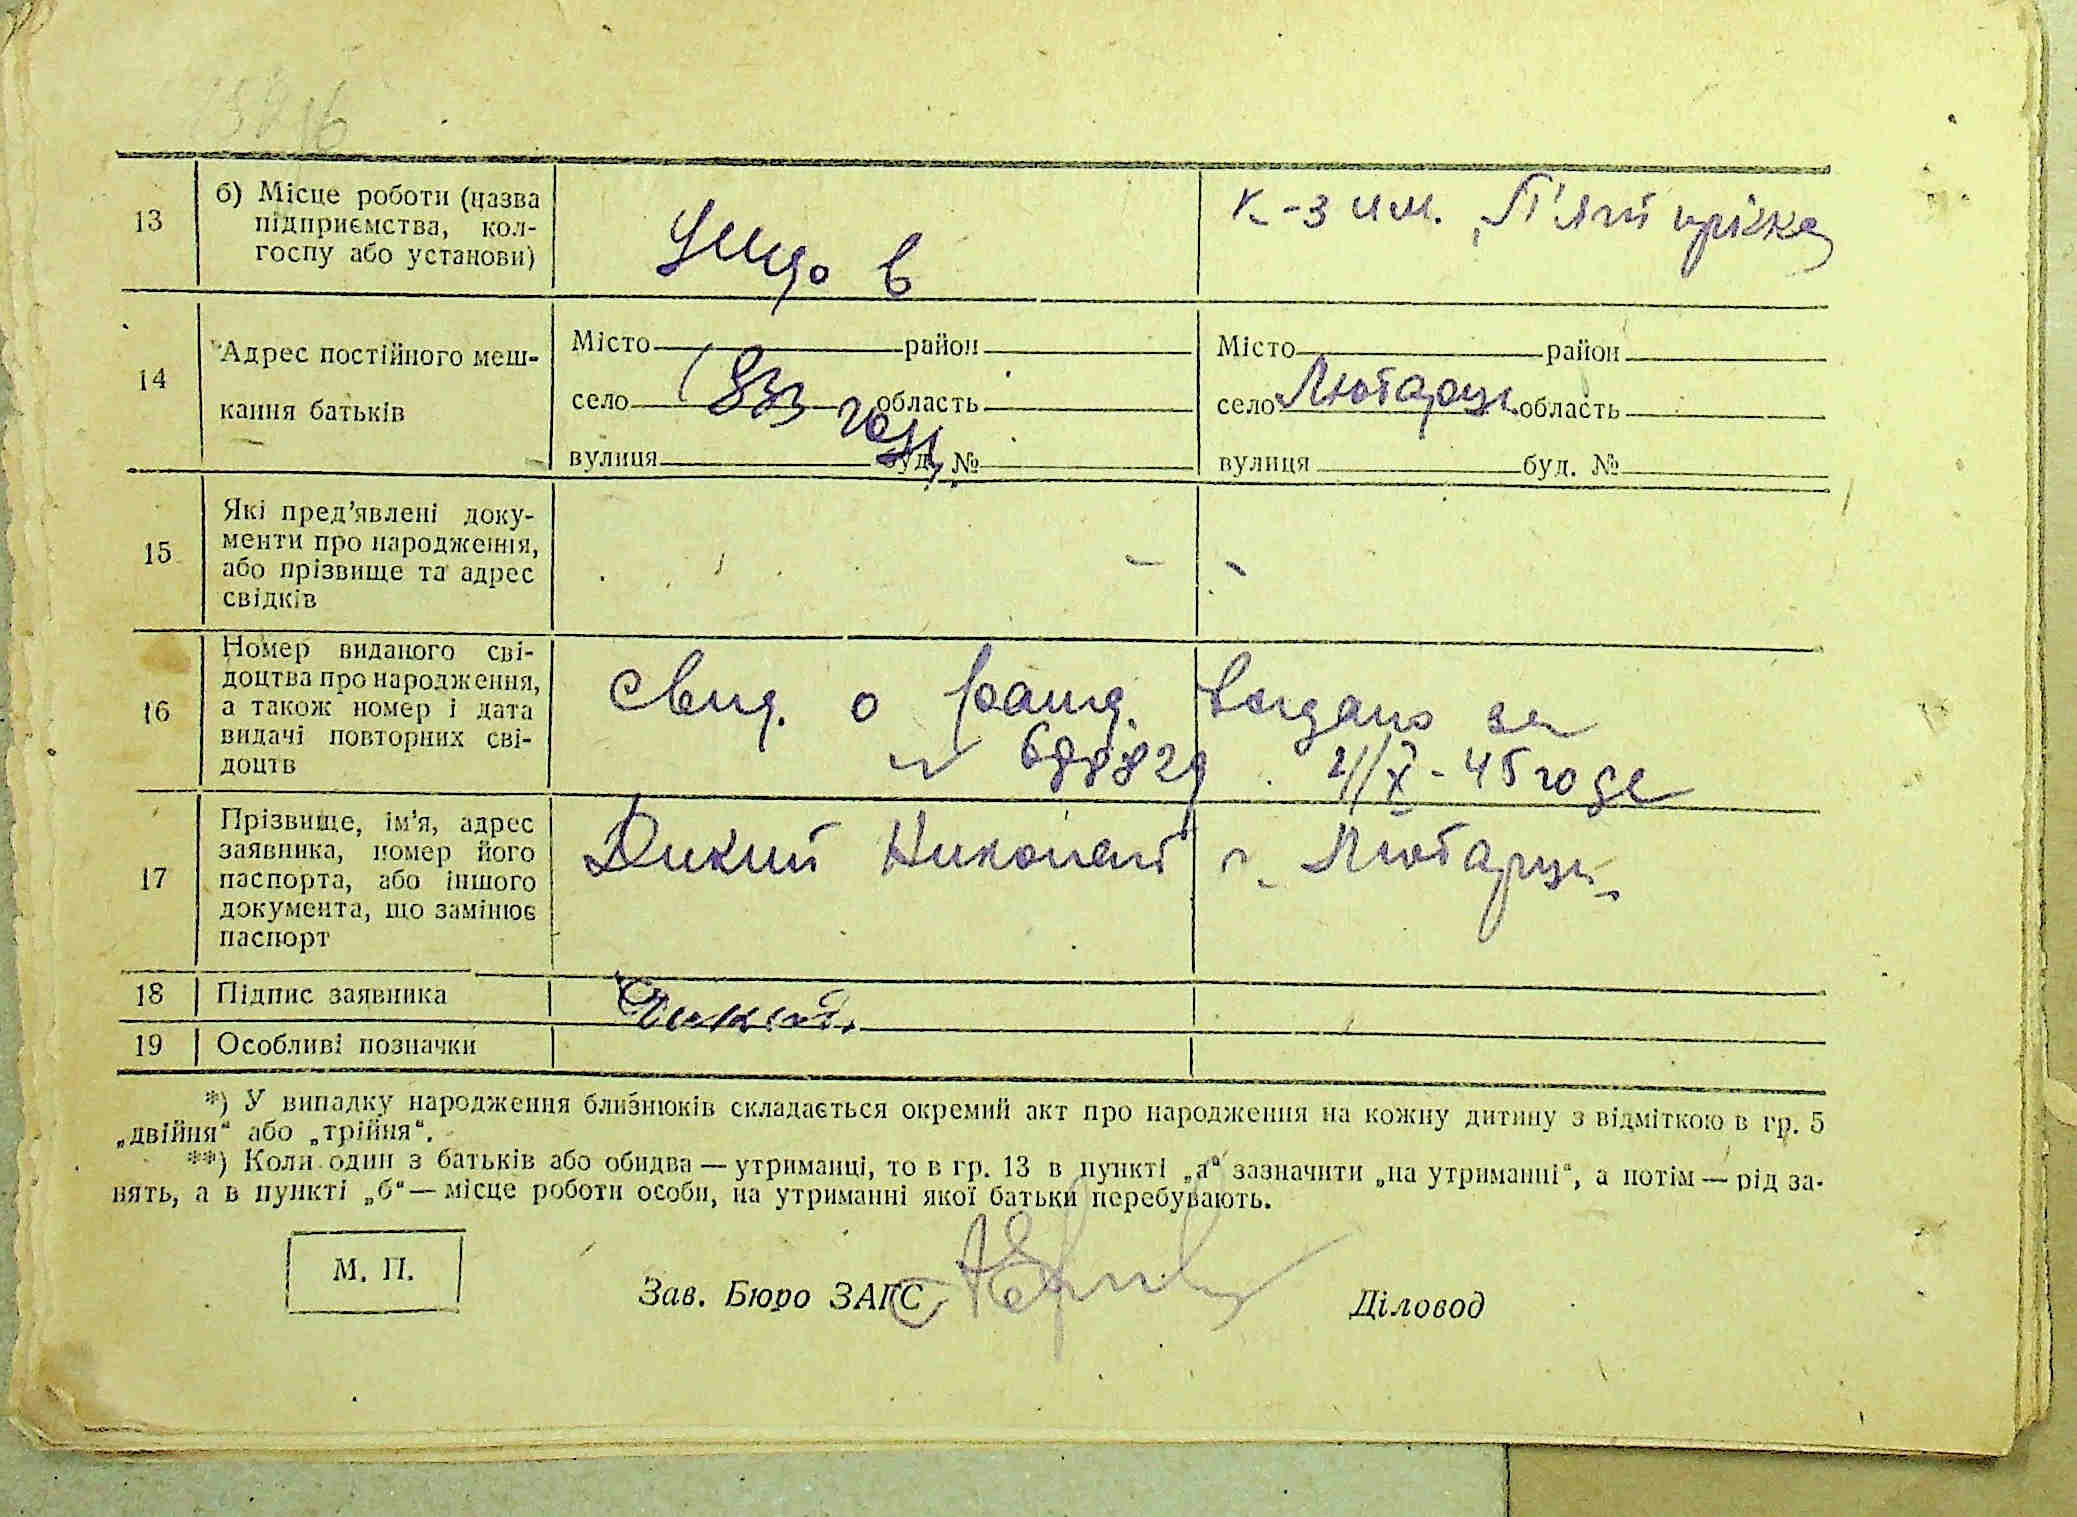 13 б) Місце роботи (назва
підприємства, кол-
госпу або установи)
к-з им. П'ятирічка
14 Адрес постійного меш-
кання батьків
Місто район
село область
вулиця буд. №
1933 году
Місто район
село Лютарка область
вулиця буд. №
15 Які пред'явлені доку-
менти про народження,
або прізвище та адрес
свідків
16 Номер виданого сві-
доцтва про народження,
а також номер і дата
видачі повторних сві-
доцтв
Свид. о рожд. выдано за
№ X-45 годе
17 Прізвище, ім'я, адрес
заявника, номер його
паспорта, або іншого
документа, що замінює
паспорт
Дикий Николай
18 Підпис заявника
Дикий
19 Особливі позначки
*) У випадку народження близнюків складається окремий акт про народження на кожну дитину з відміткою в гр. 5
„двійня“ або „трійня“.
**) Коли один з батьків або обидва — утриманці, то в гр. 13 в пункті „а“ зазначити „на утриманні“, а потім — рід за-
нять, а в пункті „б“ — місце роботи особи, на утриманні якої батьки перебувають.
М. П.
Зав. Бюро ЗАГС
Діловод